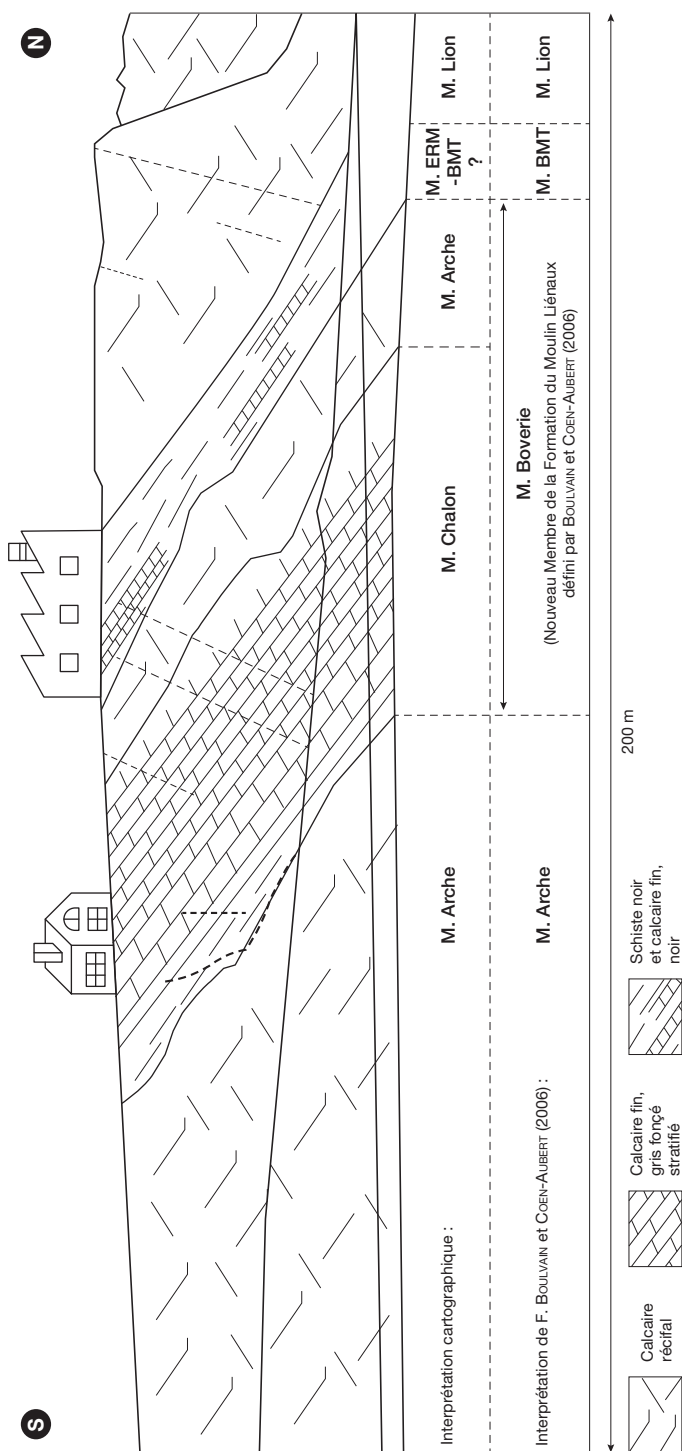 S
N
Interprétation cartographique :
M. Arche
M. Chalon
M. Arche
M. ERM
-BMT
?
M. Lion
Interprétation de F. BOULVAIN et COEN-AUBERT (2006) :
M. Arche
M. Boverie
(Nouveau Membre de la Formation du Moulin Liénaux
défini par BOULVAIN et COEN-AUBERT (2006)
M. BMT
M. Lion
200 m
Calcaire
récifal
Calcaire fin,
gris foncé
stratifié
Schiste noir
et calcaire fin,
noir